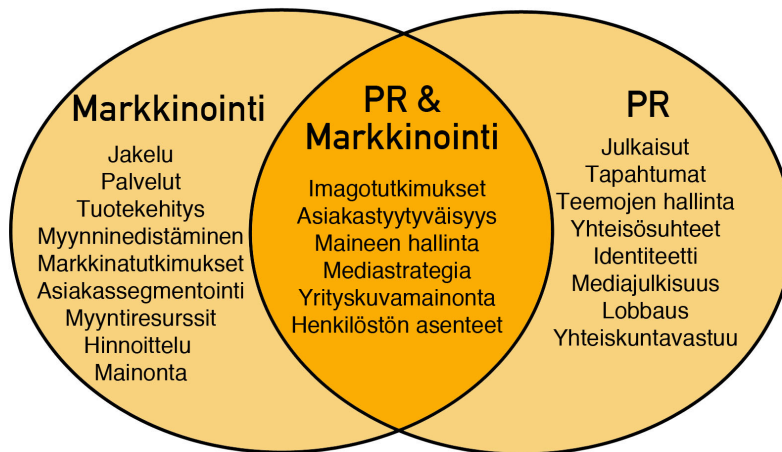 Markkinointi
Jakelu
Palvelut
Tuotekehitys
Myynninedistäminen
Markkinatutkimukset
Asiakassegmentointi
Myyntiresurssit
Hinnoittelu
Mainonta
PR &
Markkinointi
Imagotutkimukset
Asiakastyytyväisyys
Maineen hallinta
Mediastrategia
Yrityskuvamainonta
Henkilöstön asenteet
PR
Julkaisut
Tapahtumat
Teemojen hallinta
Yhteisösuhteet
Identiteetti
Mediajulkisuus
Lobbaus
Yhteiskuntavastuu